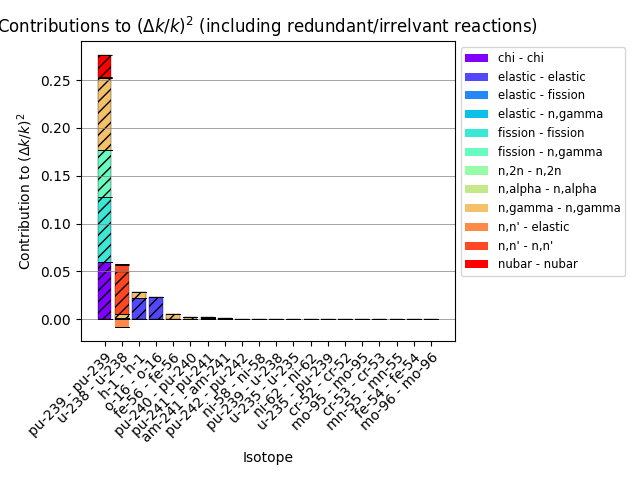 Contributions to (Δk/k)² (including redundant/irrelvant reactions)
Contribution to (Δk/k)²
0.25
0.20
0.15
0.10
0.05
0.00
pu-239 - pu-239
u-238 - u-238
h-1 - h-1
o-16 - o-16
fe-56 - fe-56
pu-240 - pu-240
pu-241 - pu-241
am-241 - am-241
pu-242 - pu-242
ni-58 - ni-58
pu-239 - u-238
u-235 - u-235
ni-62 - ni-62
u-235 - pu-239
cr-52 - cr-52
mo-95 - mo-95
cr-53 - cr-53
mn-55 - mn-55
fe-54 - fe-54
mo-96 - mo-96
Isotope
chi - chi
elastic - elastic
elastic - fission
elastic - n,gamma
fission - fission
fission - n,gamma
n,2n - n,2n
n,alpha - n,alpha
n,gamma - n,gamma
n,n' - elastic
n,n' - n,n'
nubar - nubar